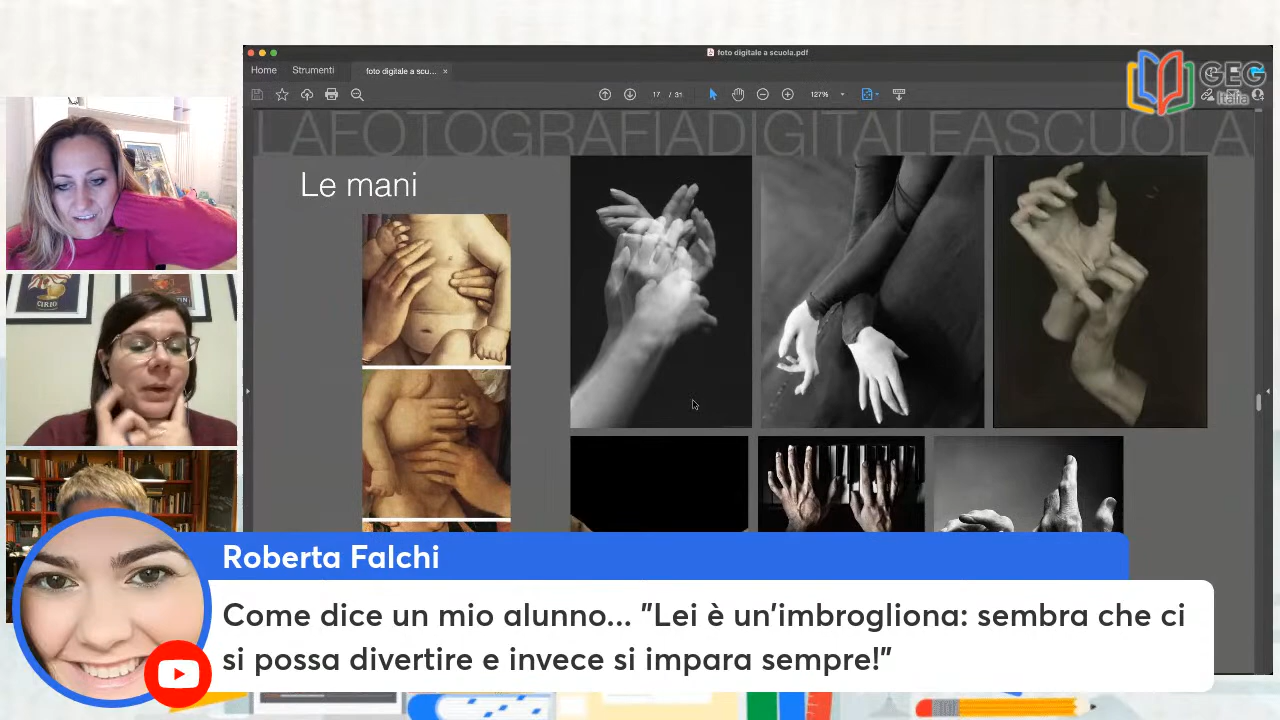 foto digitale a scuola.pdf
Home
Strumenti
foto digitale a scu...
×
17 / 31
127%
GEG
Italia
LAFOTOGRAFIADIGITALEASCUOLA
Le mani
CIRIO
Roberta Falchi
Come dice un mio alunno... "Lei è un'imbrogliona: sembra che ci
si possa divertire e invece si impara sempre!"